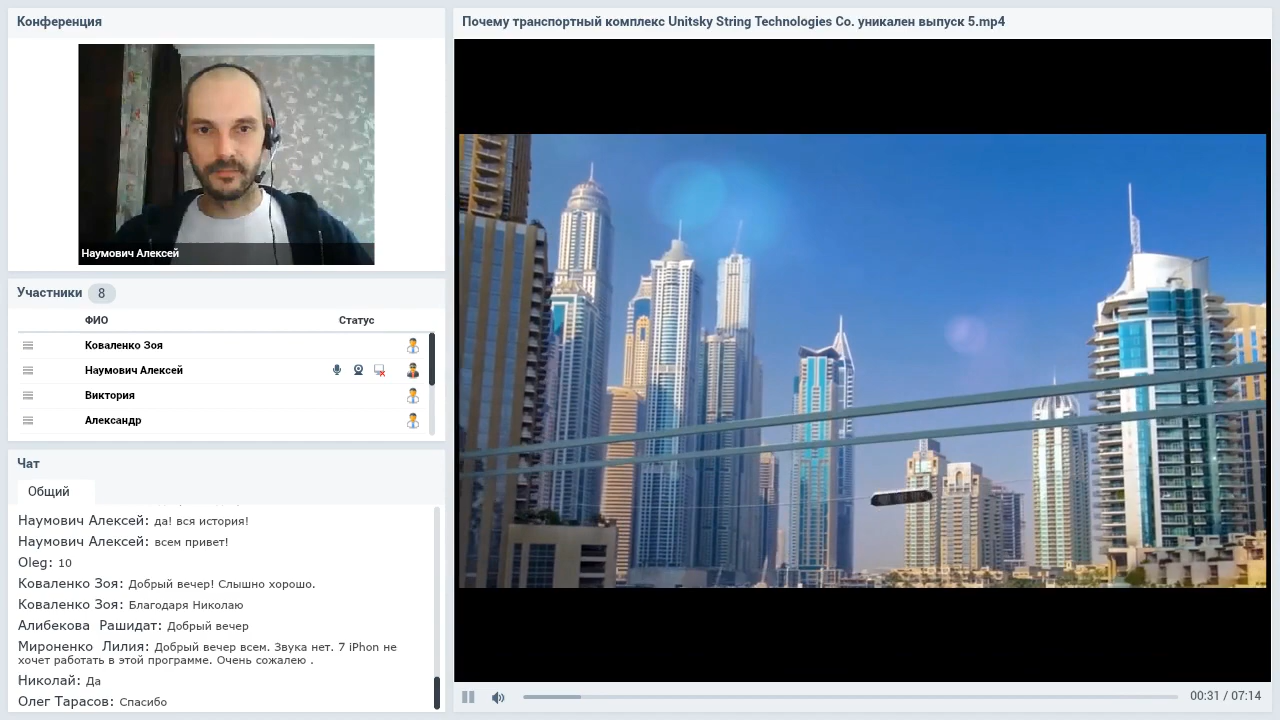 Конференция
Наумович Алексей
Участники 8
ФИО Статус
Коваленко Зоя
Наумович Алексей
Виктория
Александр
Чат
Общий
Наумович Алексей: да! вся история!
Наумович Алексей: всем привет!
Oleg: 10
Коваленко Зоя: Добрый вечер! Слышно хорошо.
Коваленко Зоя: Благодаря Николаю
Алибекова Рашидат: Добрый вечер
Мироненко Лилия: Добрый вечер всем. Звука нет. 7 iPhon не
хочет работать в этой программе. Очень сожалею .
Николай: Да
Олег Тарасов: Спасибо
Почему транспортный комплекс Unitsky String Technologies Co. уникален выпуск 5.mp4
00:31 / 07:14